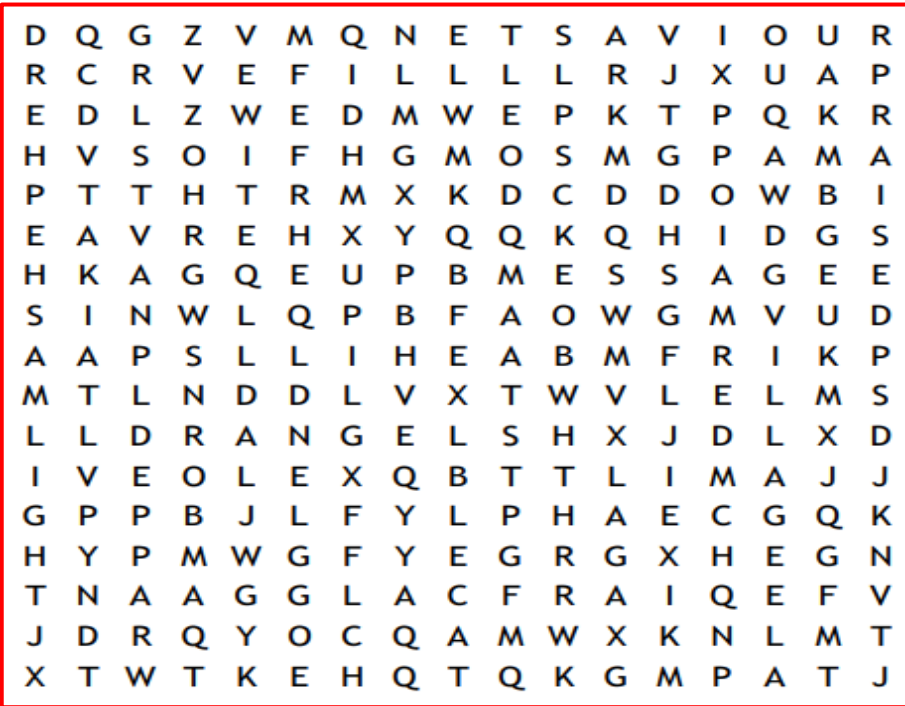 D Q G Z V M Q N E T S A V I O U R
R C R V E F I L L L L R J X U A P
E D L Z W E D M W E P K T P Q K R
H V S O I F H G M O S M G P A M A
P T T H T R M X K D C D D O W B I
E A V R E H X Y Q Q K Q H I D G S
H K A G Q E U P B M E S S A G E E
S I N W L Q P B F A O W G M V U D
A A P S L L I H E A B M F R I K P
M T L N D D L V X T W V L E L M S
L L D R A N G E L S H X J D L X D
I V E O L E X Q B T T L I M A J J
G P P B J L F Y L P H A E C G Q K
H Y P M W G F Y E G R G X H E G N
T N A A G G L A C F R A I Q E F V
J D R Q Y O C Q A M W X K N L M T
X T W T K E H Q T Q K G M P A T J